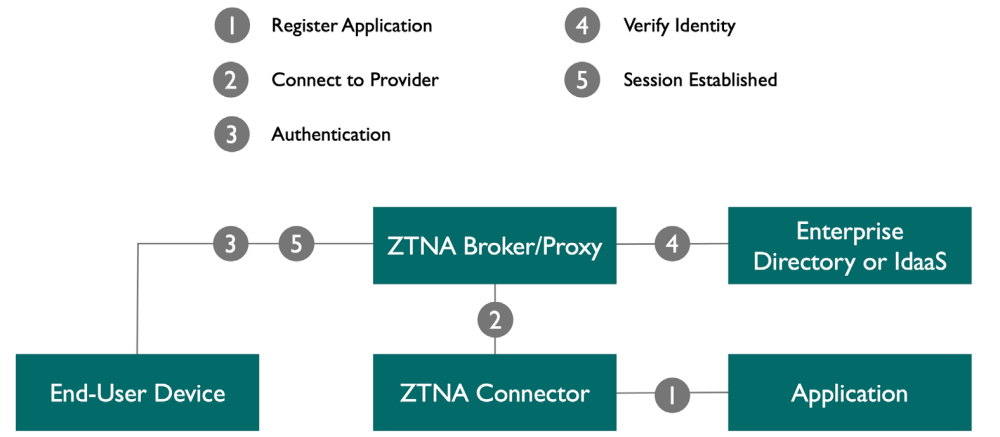 1 Register Application
4 Verify Identity
2 Connect to Provider
5 Session Established
3 Authentication
3 5 ZTNA Broker/Proxy 4 Enterprise
Directory or IdaaS
2
End-User Device ZTNA Connector 1 Application